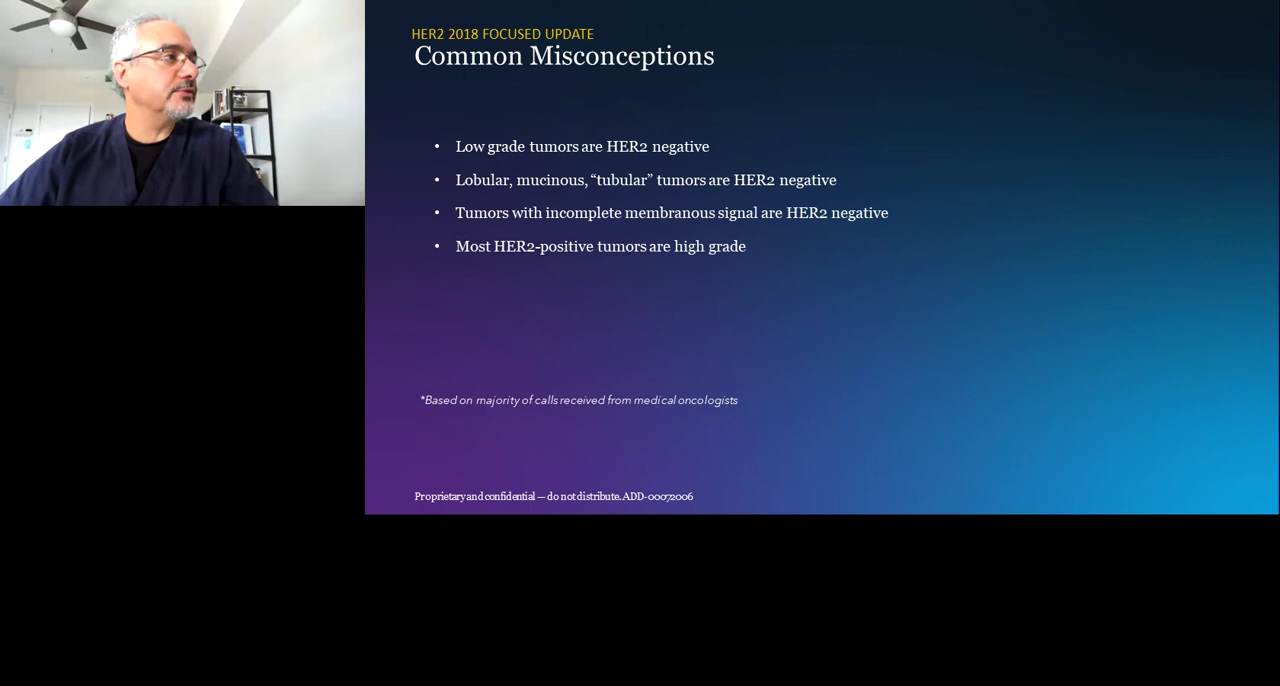 HER2 2018 FOCUSED UPDATE
Common Misconceptions
• Low grade tumors are HER2 negative
• Lobular, mucinous, “tubular” tumors are HER2 negative
• Tumors with incomplete membranous signal are HER2 negative
• Most HER2-positive tumors are high grade
*Based on majority of calls received from medical oncologists
Proprietary and confidential — do not distribute. ADD-00072006